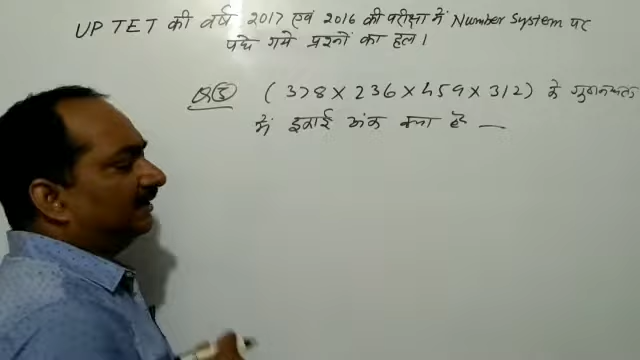 UP TET की वर्ष 2017 एवं 2016 की परीक्षा में Number System पर
पूछे गये प्रश्नों का हल।
Q③ (378 × 236 × 459 × 312) के गुणनफल
में इकाई अंक क्या है —